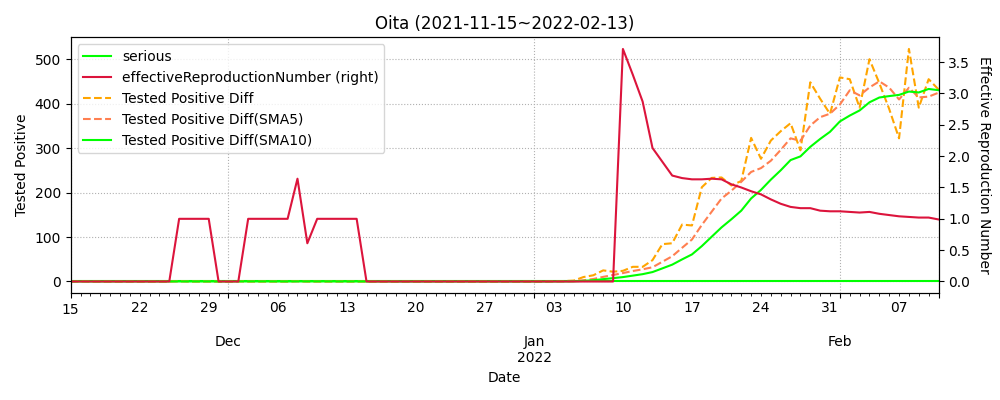 Oita (2021-11-15~2022-02-13)
serious
effectiveReproductionNumber (right)
Tested Positive Diff
Tested Positive Diff(SMA5)
Tested Positive Diff(SMA10)
Tested Positive
500
400
300
200
100
0
Effective Reproduction Number
3.5
3.0
2.5
2.0
1.5
1.0
0.5
0.0
15 22 29 06 13 20 27 03 10 17 24 31 07
Dec Jan Feb
2022
Date